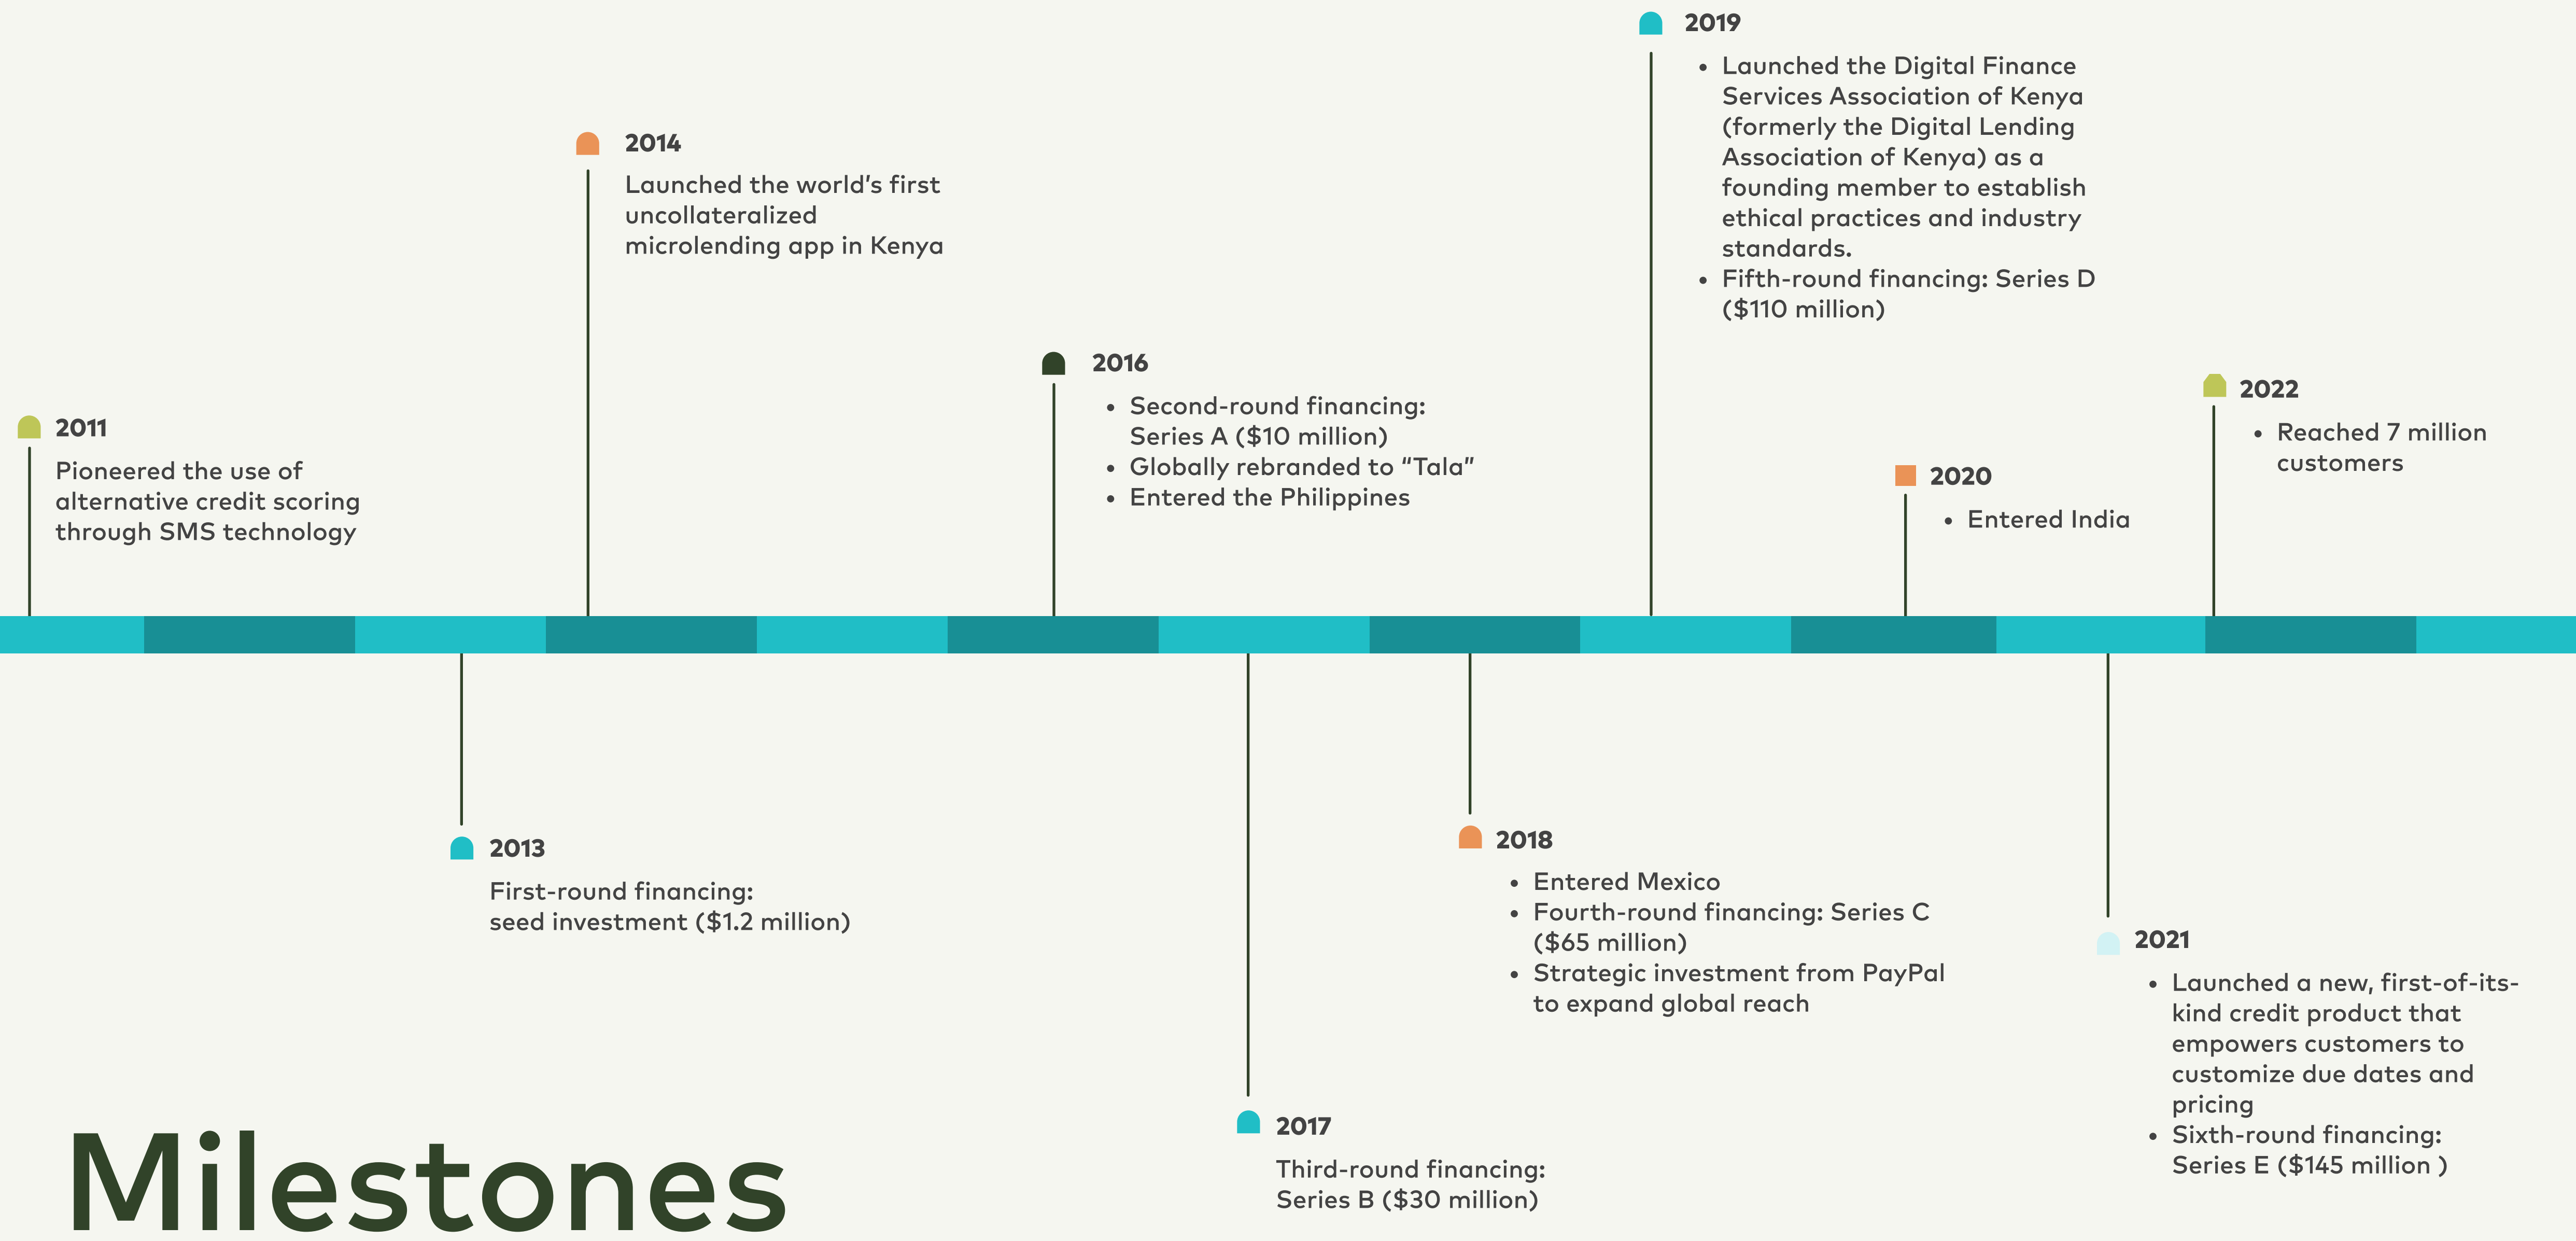 2011
Pioneered the use of
alternative credit scoring
through SMS technology
2013
First-round financing:
seed investment ($1.2 million)
2014
Launched the world’s first
uncollateralized
microlending app in Kenya
2016
• Second-round financing:
Series A ($10 million)
• Globally rebranded to “Tala”
• Entered the Philippines
2017
Third-round financing:
Series B ($30 million)
2018
• Entered Mexico
• Fourth-round financing: Series C
($65 million)
• Strategic investment from PayPal
to expand global reach
2019
• Launched the Digital Finance
Services Association of Kenya
(formerly the Digital Lending
Association of Kenya) as a
founding member to establish
ethical practices and industry
standards.
• Fifth-round financing: Series D
($110 million)
2020
• Entered India
2021
• Launched a new, first-of-its-
kind credit product that
empowers customers to
customize due dates and
pricing
• Sixth-round financing:
Series E ($145 million )
2022
• Reached 7 million
customers
Milestones